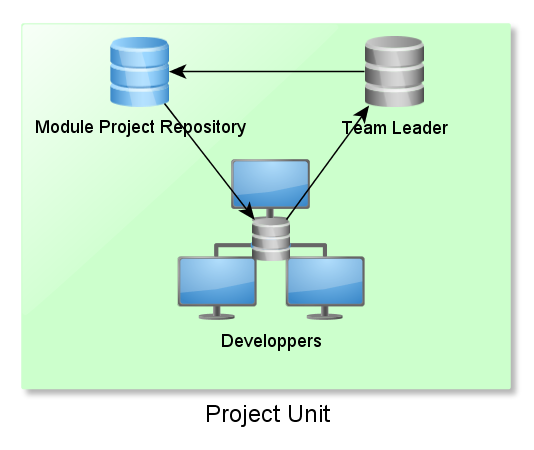 Module Project Repository
Team Leader
Developpers
Project Unit